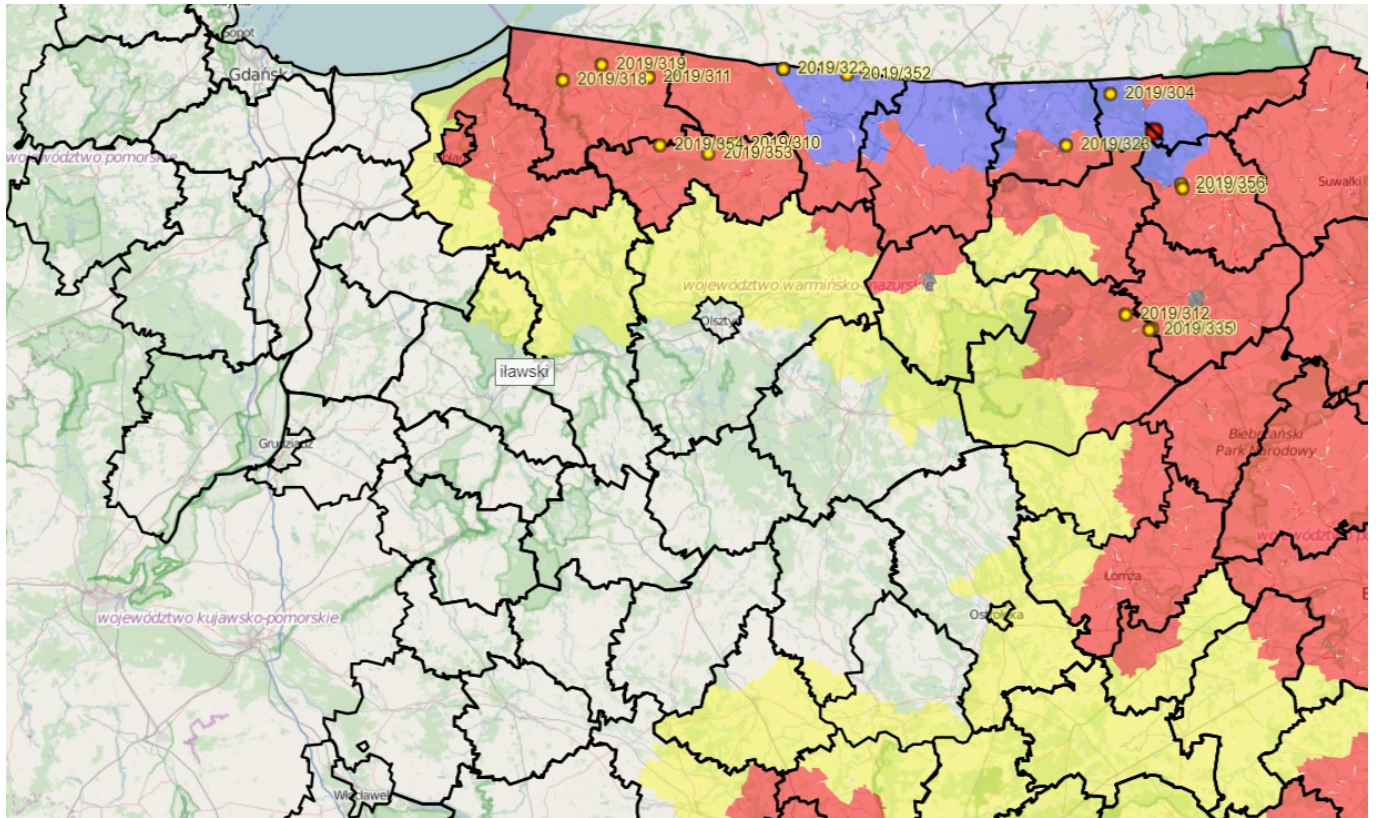 Sopot
Gdańsk
2019/319
2019/318
2019/311
2019/322
2019/352
2019/304
województwo pomorskie
2019/354
2019/310
2019/353
2019/328
2019/356
Suwałki
województwo warmińsko-mazurskie
2019/312
Olsztyn
2019/335
iławski
Grudziądz
Biebrzański
Park Narodowy
Łomża
województwo kujawsko-pomorskie
Ostrołęka
Włocławek